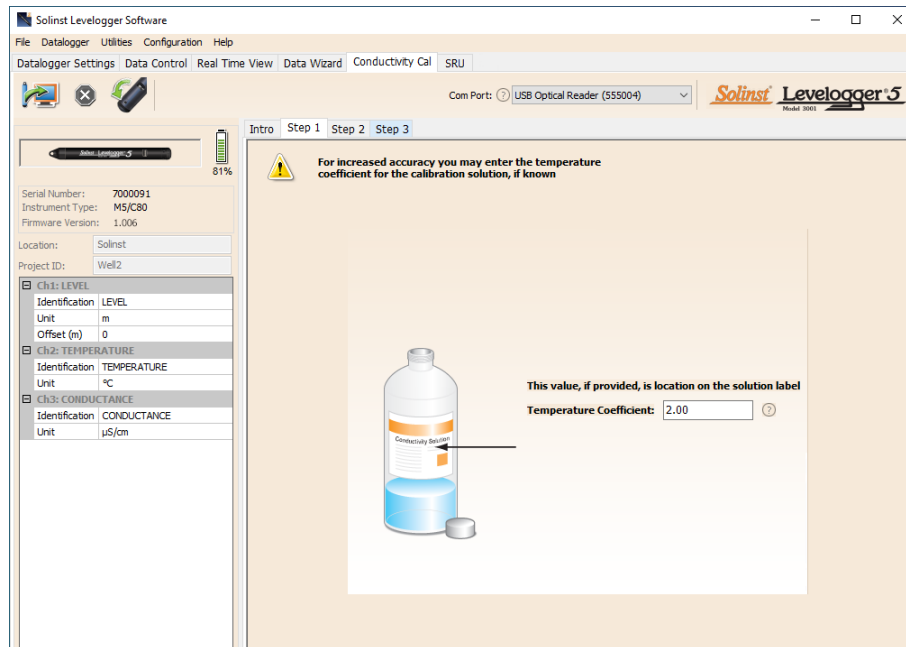 Solinst Levelogger Software
File Datalogger Utilities Configuration Help
Datalogger Settings Data Control Real Time View Data Wizard Conductivity Cal SRU
Com Port: ? USB Optical Reader (555004)
Solinst Levelogger 5
Model 3001
Intro Step 1 Step 2 Step 3
Solinst Levelogger 5
81%
For increased accuracy you may enter the temperature
coefficient for the calibration solution, if known
Serial Number: 7000091
Instrument Type: M5/C80
Firmware Version: 1.006
Location: Solinst
Project ID: Well2
Ch1: LEVEL
Identification LEVEL
Unit m
Offset (m) 0
Ch2: TEMPERATURE
Identification TEMPERATURE
Unit °C
Ch3: CONDUCTANCE
Identification CONDUCTANCE
Unit µS/cm
Conductivity Solution
This value, if provided, is location on the solution label
Temperature Coefficient: 2.00 ?